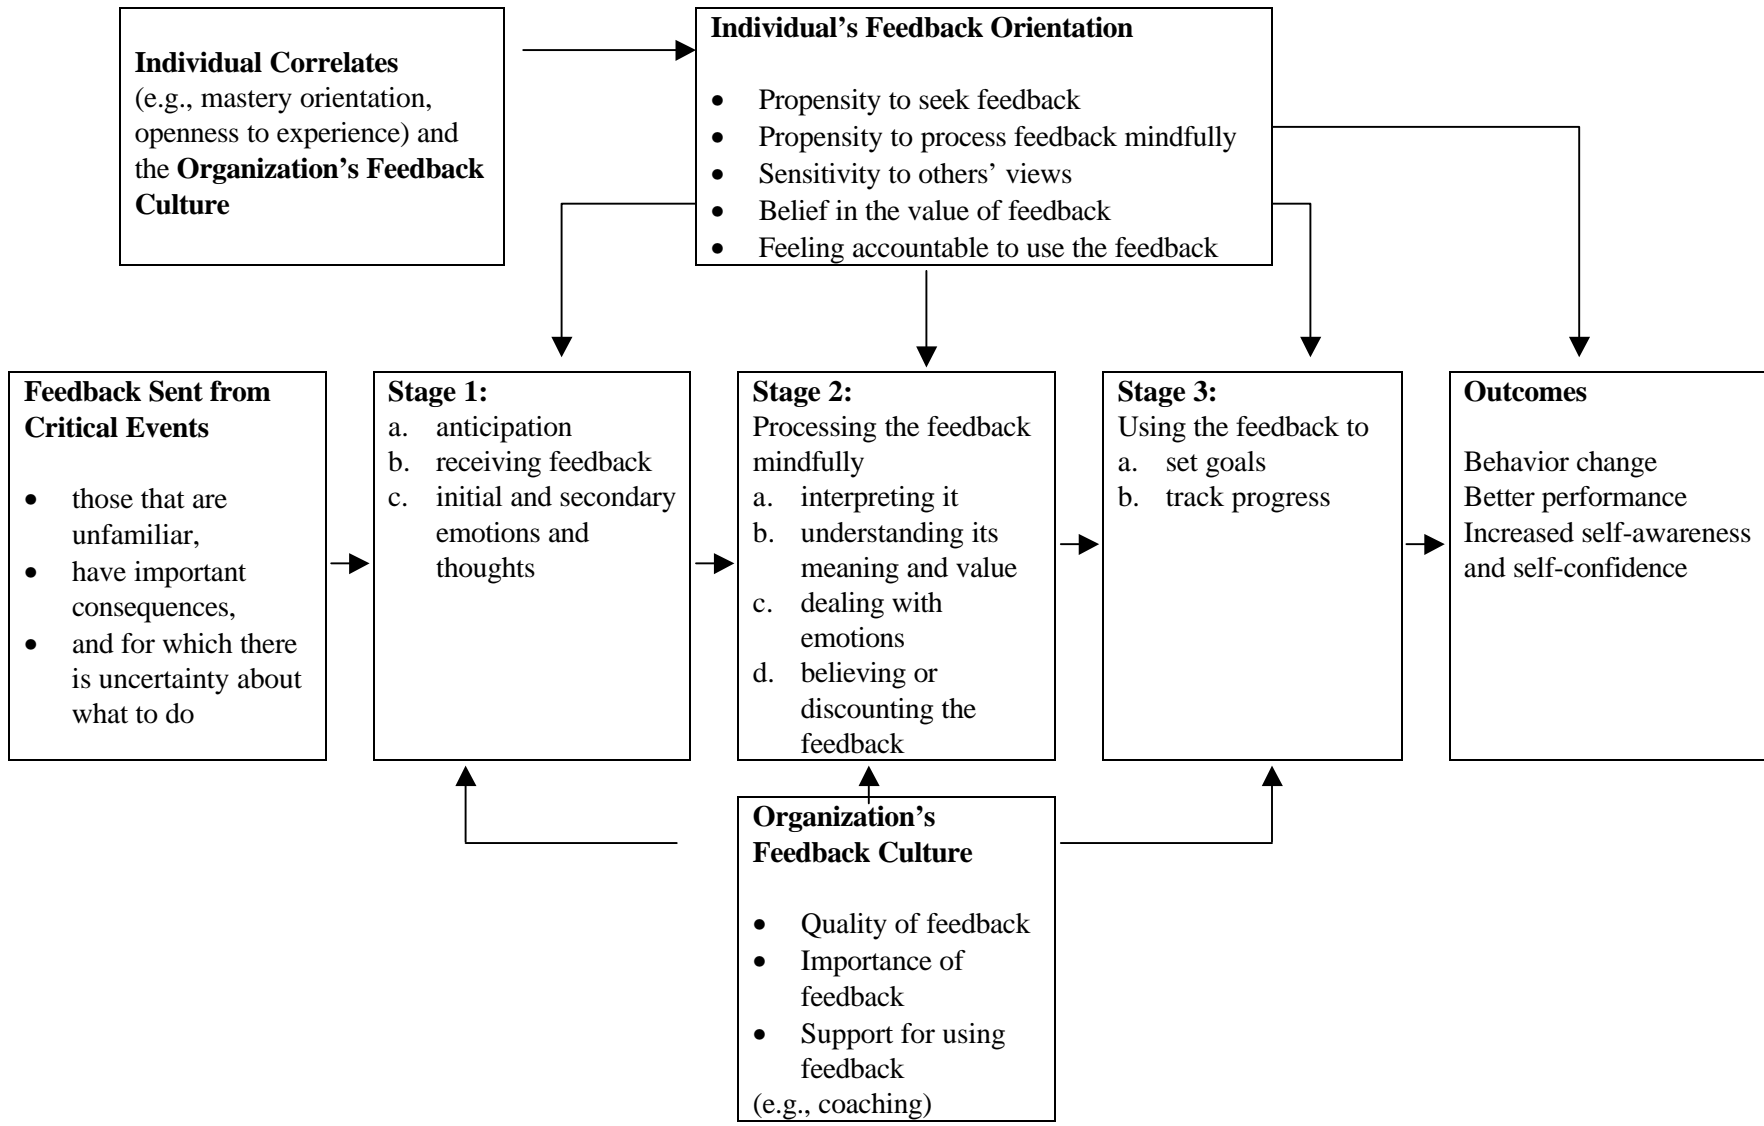 Individual Correlates
(e.g., mastery orientation,
openness to experience) and
the Organization’s Feedback
Culture
Individual’s Feedback Orientation
• Propensity to seek feedback
• Propensity to process feedback mindfully
• Sensitivity to others’ views
• Belief in the value of feedback
• Feeling accountable to use the feedback
Feedback Sent from
Critical Events
• those that are
unfamiliar,
• have important
consequences,
• and for which there
is uncertainty about
what to do
Stage 1:
a. anticipation
b. receiving feedback
c. initial and secondary
emotions and
thoughts
Stage 2:
Processing the feedback
mindfully
a. interpreting it
b. understanding its
meaning and value
c. dealing with
emotions
d. believing or
discounting the
feedback
Stage 3:
Using the feedback to
a. set goals
b. track progress
Outcomes
Behavior change
Better performance
Increased self-awareness
and self-confidence
Organization’s
Feedback Culture
• Quality of feedback
• Importance of
feedback
• Support for using
feedback
(e.g., coaching)